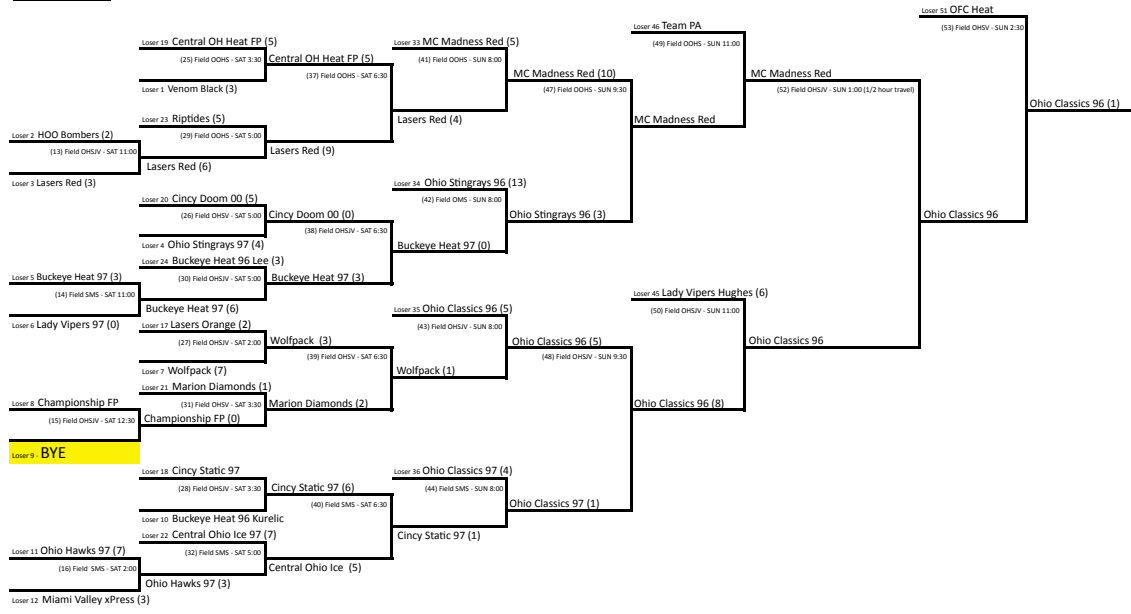 Loser 51 OFC Heat
(53) Field OHSV - SUN 2:30
Loser 46 Team PA
(49) Field OOHS - SUN 11:00
Loser 19 Central OH Heat FP (5)
Loser 33 MC Madness Red (5)
(25) Field OOHS - SAT 3:30
Central OH Heat FP (5)
(41) Field OOHS - SUN 8:00
(37) Field OOHS - SAT 6:30
MC Madness Red (10)
MC Madness Red
Loser 1 Venom Black (3)
(47) Field OOHS - SUN 9:30
(52) Field OHSJV - SUN 1:00 (1/2 hour travel)
Ohio Classics 96 (1)
Loser 23 Riptides (5)
Lasers Red (4)
MC Madness Red
Loser 2 HOO Bombers (2)
(29) Field OOHS - SAT 5:00
(13) Field OHSJV - SAT 11:00
Lasers Red (9)
Lasers Red (6)
Loser 3 Lasers Red (3)
Loser 34 Ohio Stingrays 96 (13)
Loser 20 Cincy Doom 00 (5)
(42) Field OMS - SUN 8:00
(26) Field OHSV - SAT 5:00
Cincy Doom 00 (0)
Ohio Stingrays 96 (3)
Ohio Classics 96
(38) Field OHSJV - SAT 6:30
Loser 4 Ohio Stingrays 97 (4)
Buckeye Heat 97 (0)
Loser 24 Buckeye Heat 96 Lee (3)
Loser 5 Buckeye Heat 97 (3)
(30) Field OHSJV - SAT 5:00
Buckeye Heat 97 (3)
(14) Field SMS - SAT 11:00
Loser 45 Lady Vipers Hughes (6)
Buckeye Heat 97 (6)
Loser 35 Ohio Classics 96 (5)
(50) Field OHSJV - SUN 11:00
Loser 6 Lady Vipers 97 (0)
Loser 17 Lasers Orange (2)
(43) Field OHSJV - SUN 8:00
(27) Field OHSJV - SAT 2:00
Wolfpack (3)
Ohio Classics 96 (5)
Ohio Classics 96
(39) Field OHSV - SAT 6:30
(48) Field OHSJV - SUN 9:30
Loser 7 Wolfpack (7)
Wolfpack (1)
Loser 21 Marion Diamonds (1)
Loser 8 Championship FP
(31) Field OHSV - SAT 3:30
Marion Diamonds (2)
Ohio Classics 96 (8)
(15) Field OHSJV - SAT 12:30
Championship FP (0)
Loser 9 - BYE
Loser 18 Cincy Static 97
Loser 36 Ohio Classics 97 (4)
(28) Field OHSJV - SAT 3:30
Cincy Static 97 (6)
(44) Field SMS - SUN 8:00
(40) Field SMS - SAT 6:30
Ohio Classics 97 (1)
Loser 10 Buckeye Heat 96 Kurelic
Loser 22 Central Ohio Ice 97 (7)
Cincy Static 97 (1)
Loser 11 Ohio Hawks 97 (7)
(32) Field SMS - SAT 5:00
(16) Field SMS - SAT 2:00
Central Ohio Ice (5)
Ohio Hawks 97 (3)
Loser 12 Miami Valley xPress (3)